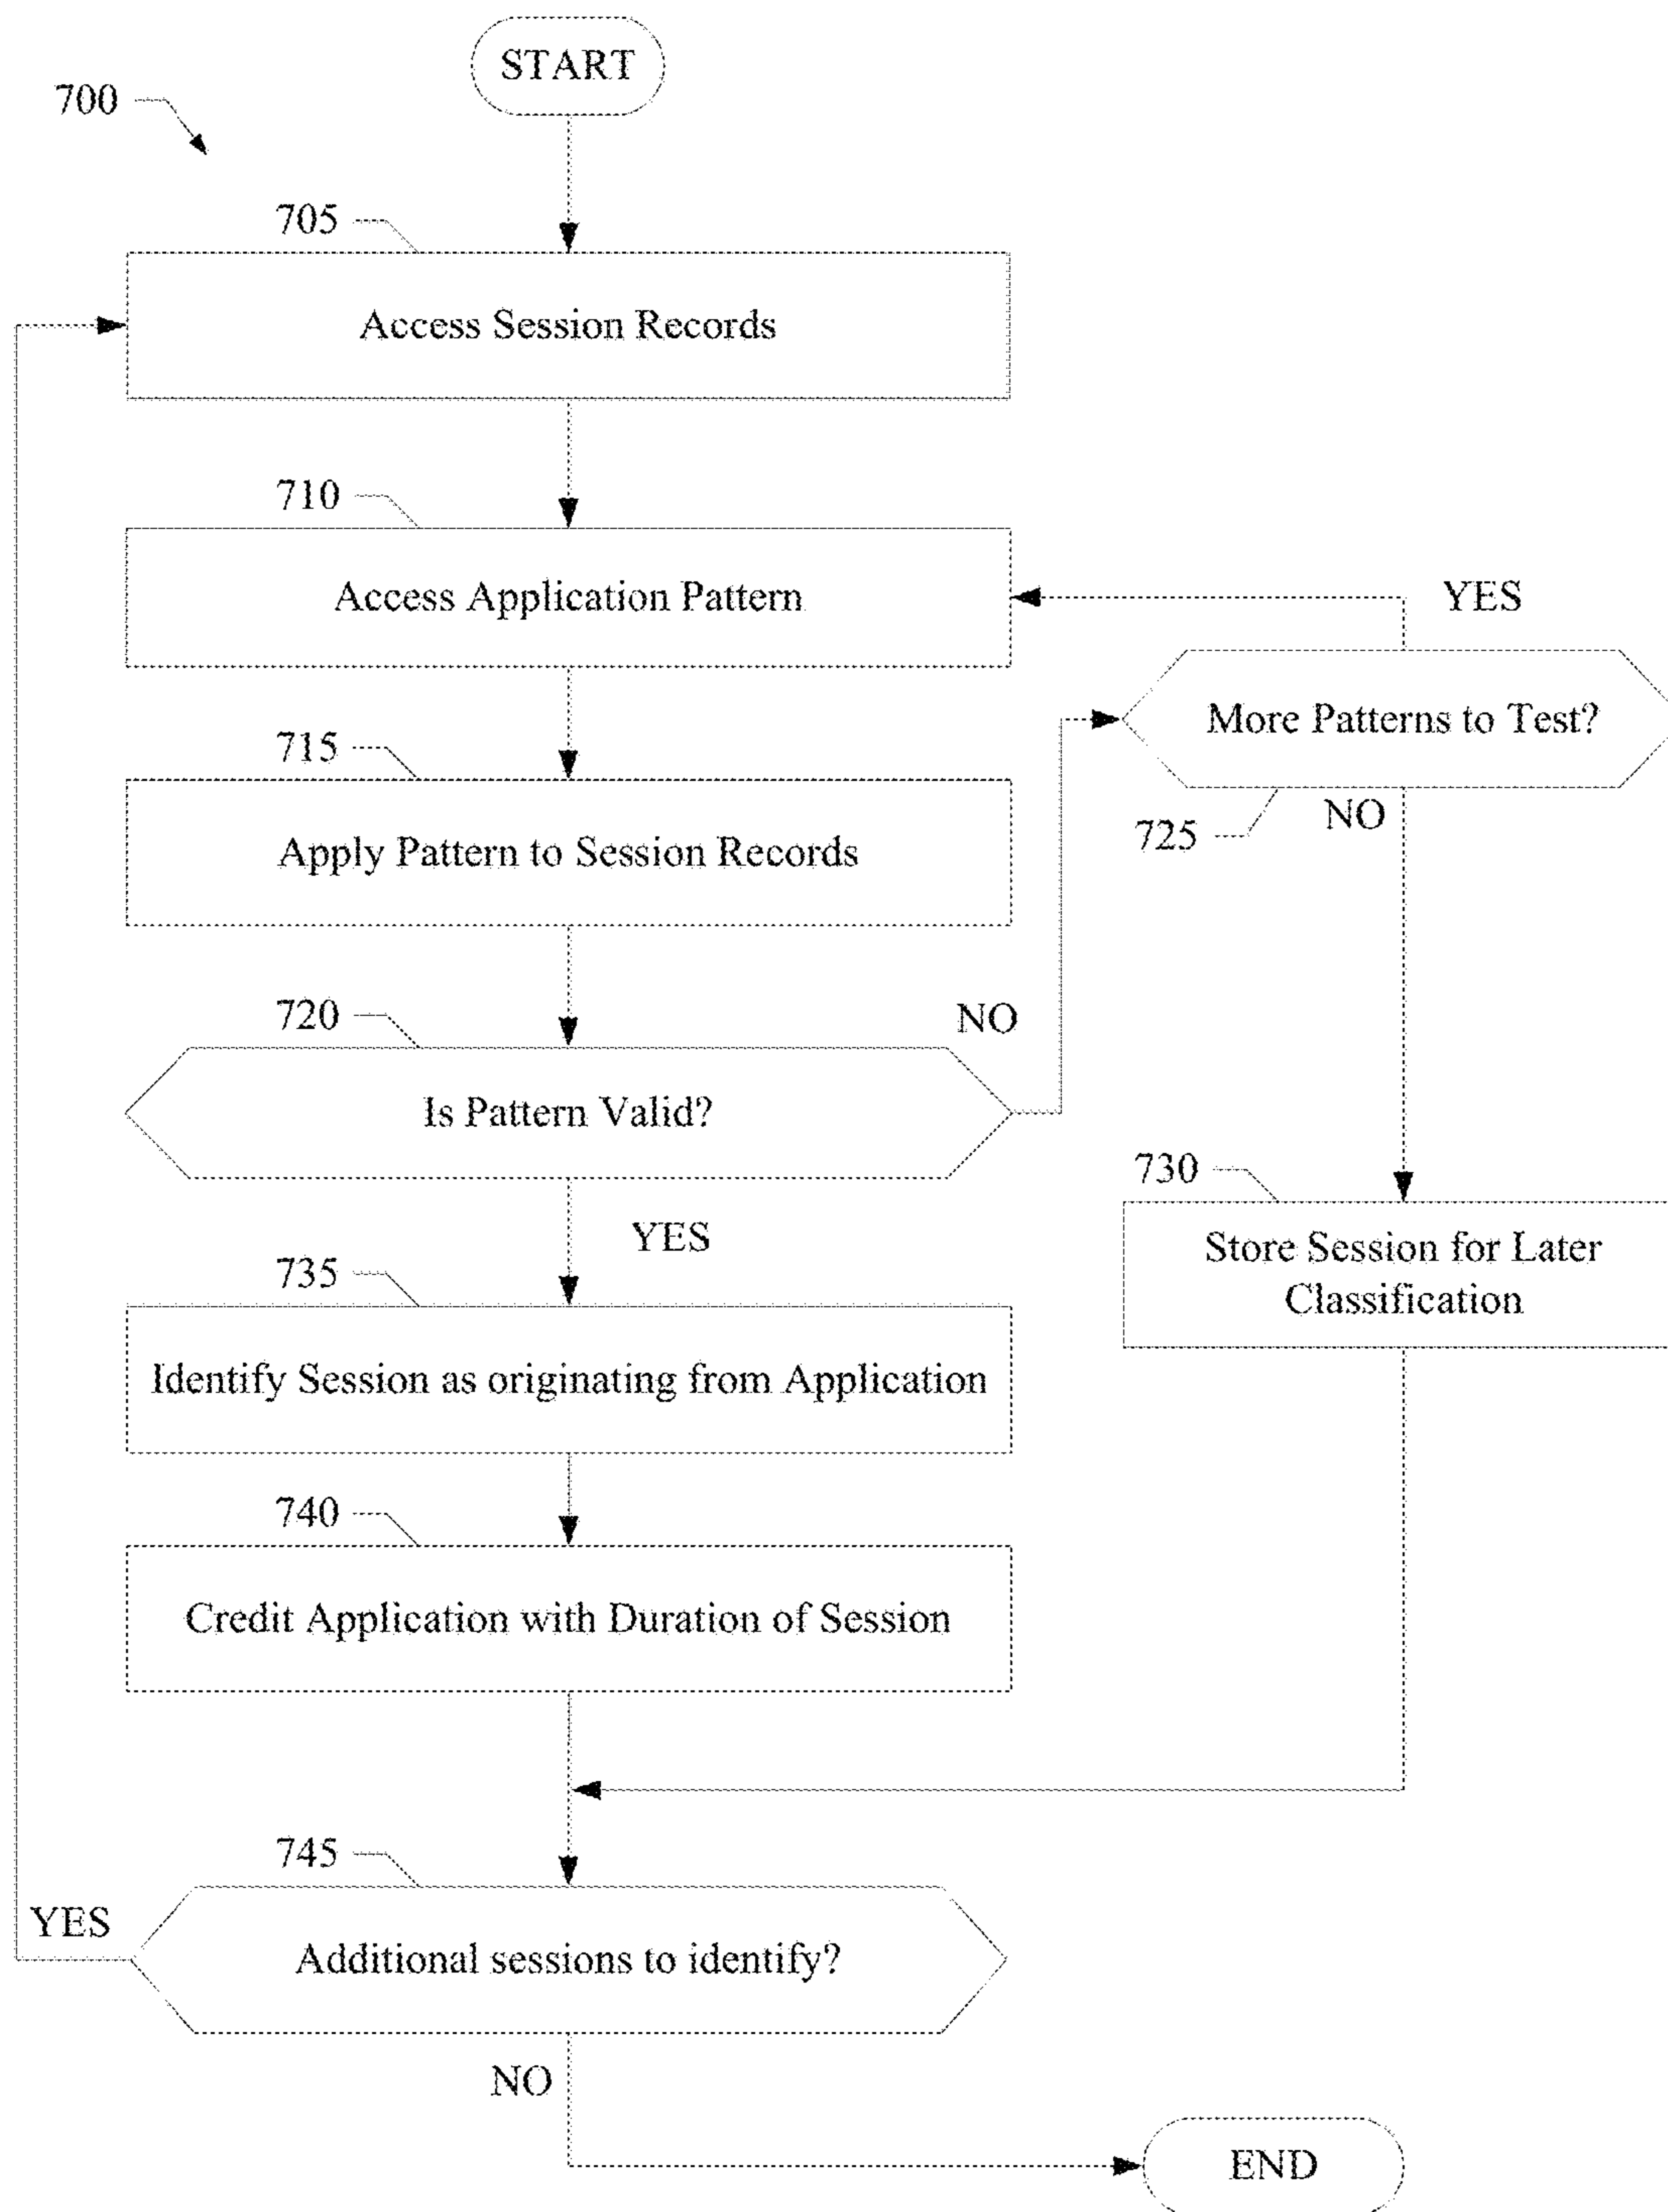 START
700
705
Access Session Records
710
Access Application Pattern
YES
More Patterns to Test?
715
725
NO
Apply Pattern to Session Records
720
NO
Is Pattern Valid?
YES
730
Store Session for Later
Classification
735
Identify Session as originating from Application
740
Credit Application with Duration of Session
745
YES
Additional sessions to identify?
NO
END